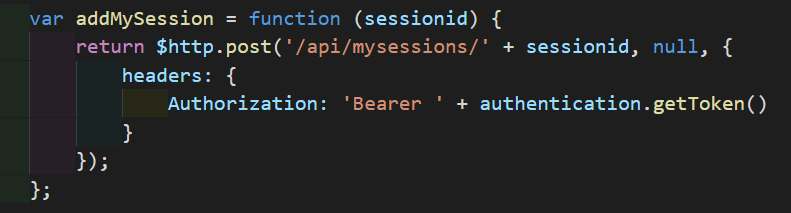 var addMySession = function (sessionid) {
return $http.post('/api/mysessions/' + sessionid, null, {
headers: {
Authorization: 'Bearer ' + authentication.getToken()
}
});
};